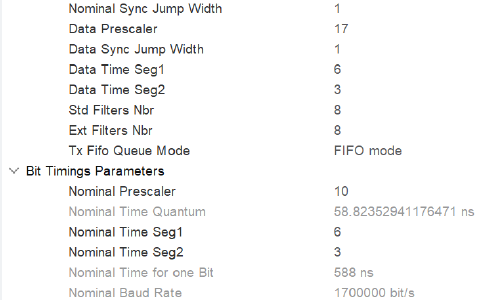 Nominal Sync Jump Width 1
Data Prescaler 17
Data Sync Jump Width 1
Data Time Seg1 6
Data Time Seg2 3
Std Filters Nbr 8
Ext Filters Nbr 8
Tx Fifo Queue Mode FIFO mode
Bit Timings Parameters
Nominal Prescaler 10
Nominal Time Quantum 58.82352941176471 ns
Nominal Time Seg1 6
Nominal Time Seg2 3
Nominal Time for one Bit 588 ns
Nominal Baud Rate 1700000 bit/s